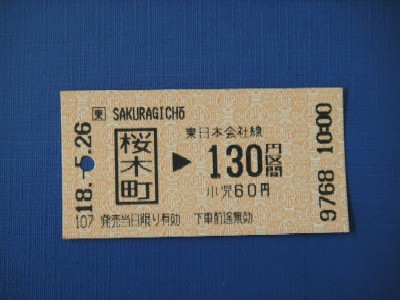 東 SAKURAGICHō
桜木町
東日本会社線
▶ 130円区間
小児60円
107 発売当日限り有効 下車前途無効
18.-5.26
9768 10:00